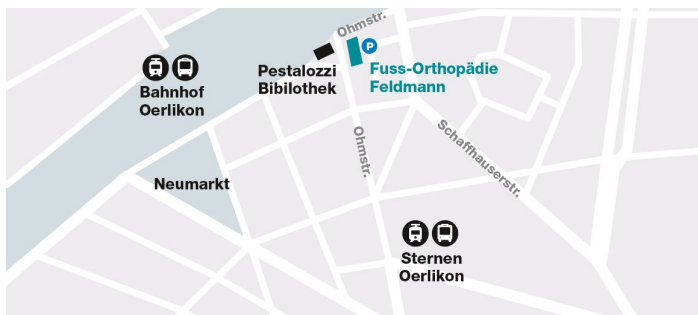 Ohmstr.
P
Pestalozzi
Bibilothek
Fuss-Orthopädie
Feldmann
Bahnhof
Oerlikon
Ohmstr.
Schaffhauserstr.
Neumarkt
Sternen
Oerlikon